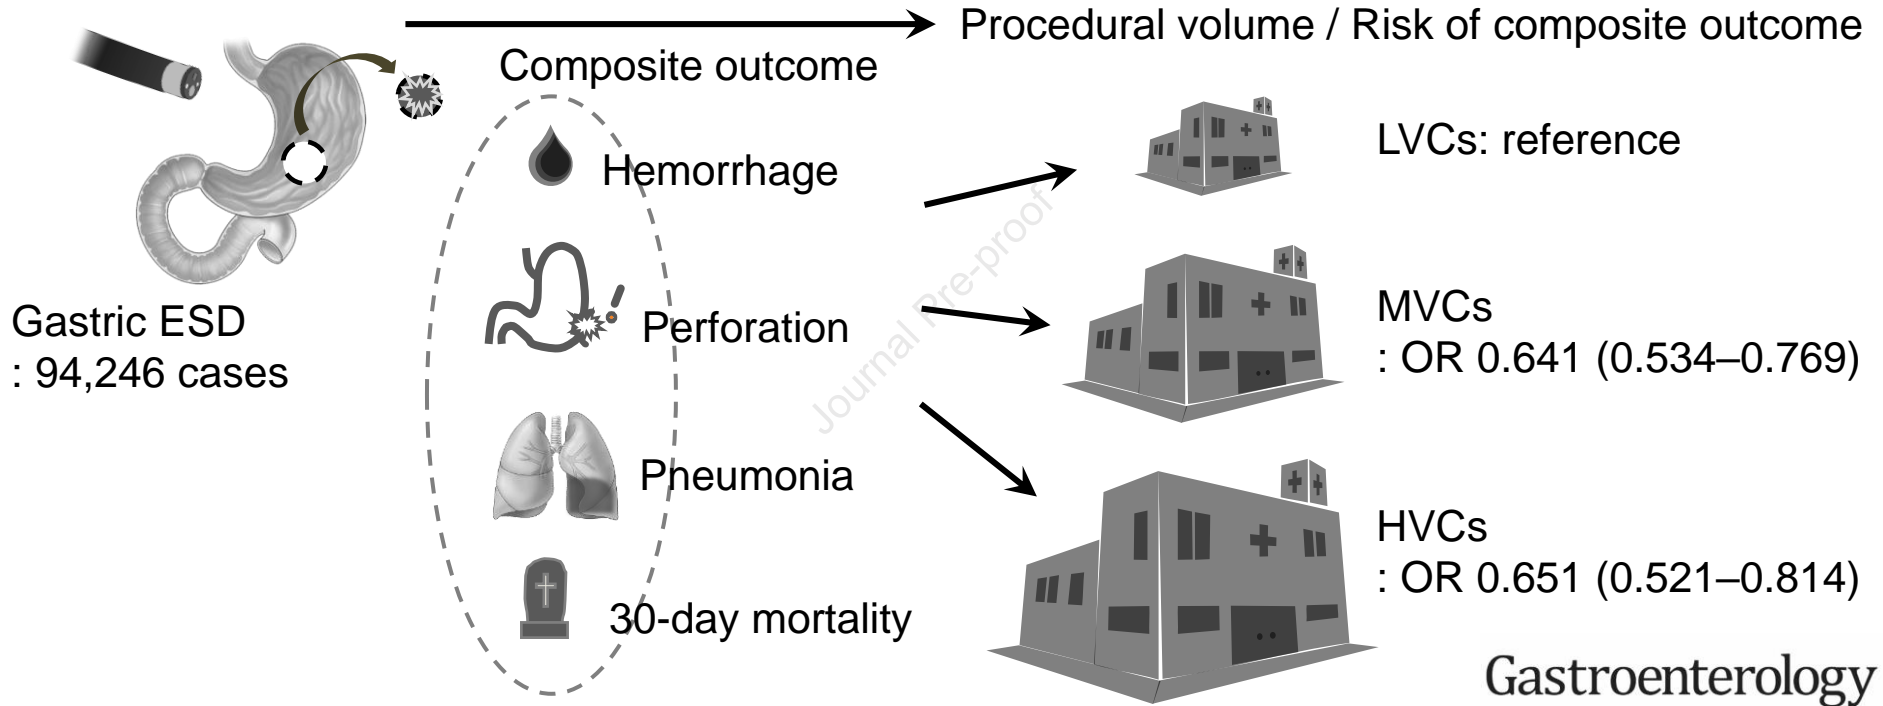 Procedural volume / Risk of composite outcome
Composite outcome
Hemorrhage
Perforation
Pneumonia
30-day mortality
Gastric ESD
: 94,246 cases
LVCs: reference
MVCs
: OR 0.641 (0.534–0.769)
HVCs
: OR 0.651 (0.521–0.814)
Journal Pre-proof
Gastroenterology